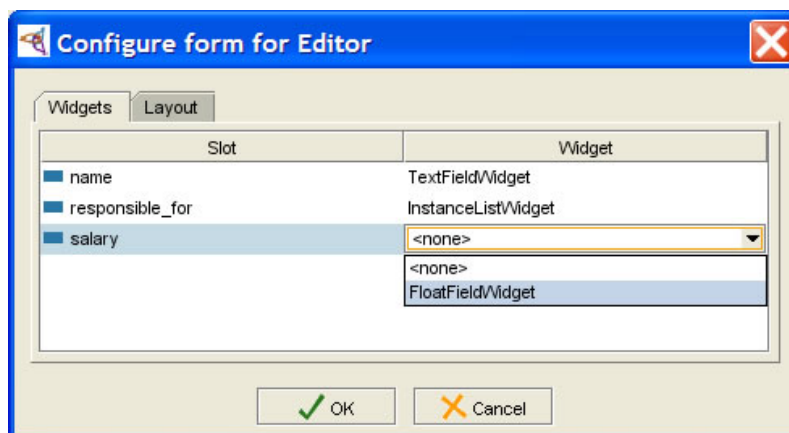 Configure form for Editor
Widgets Layout
Slot Widget
name TextFieldWidget
responsible_for InstanceListWidget
salary <none>
<none>
FloatFieldWidget
OK Cancel